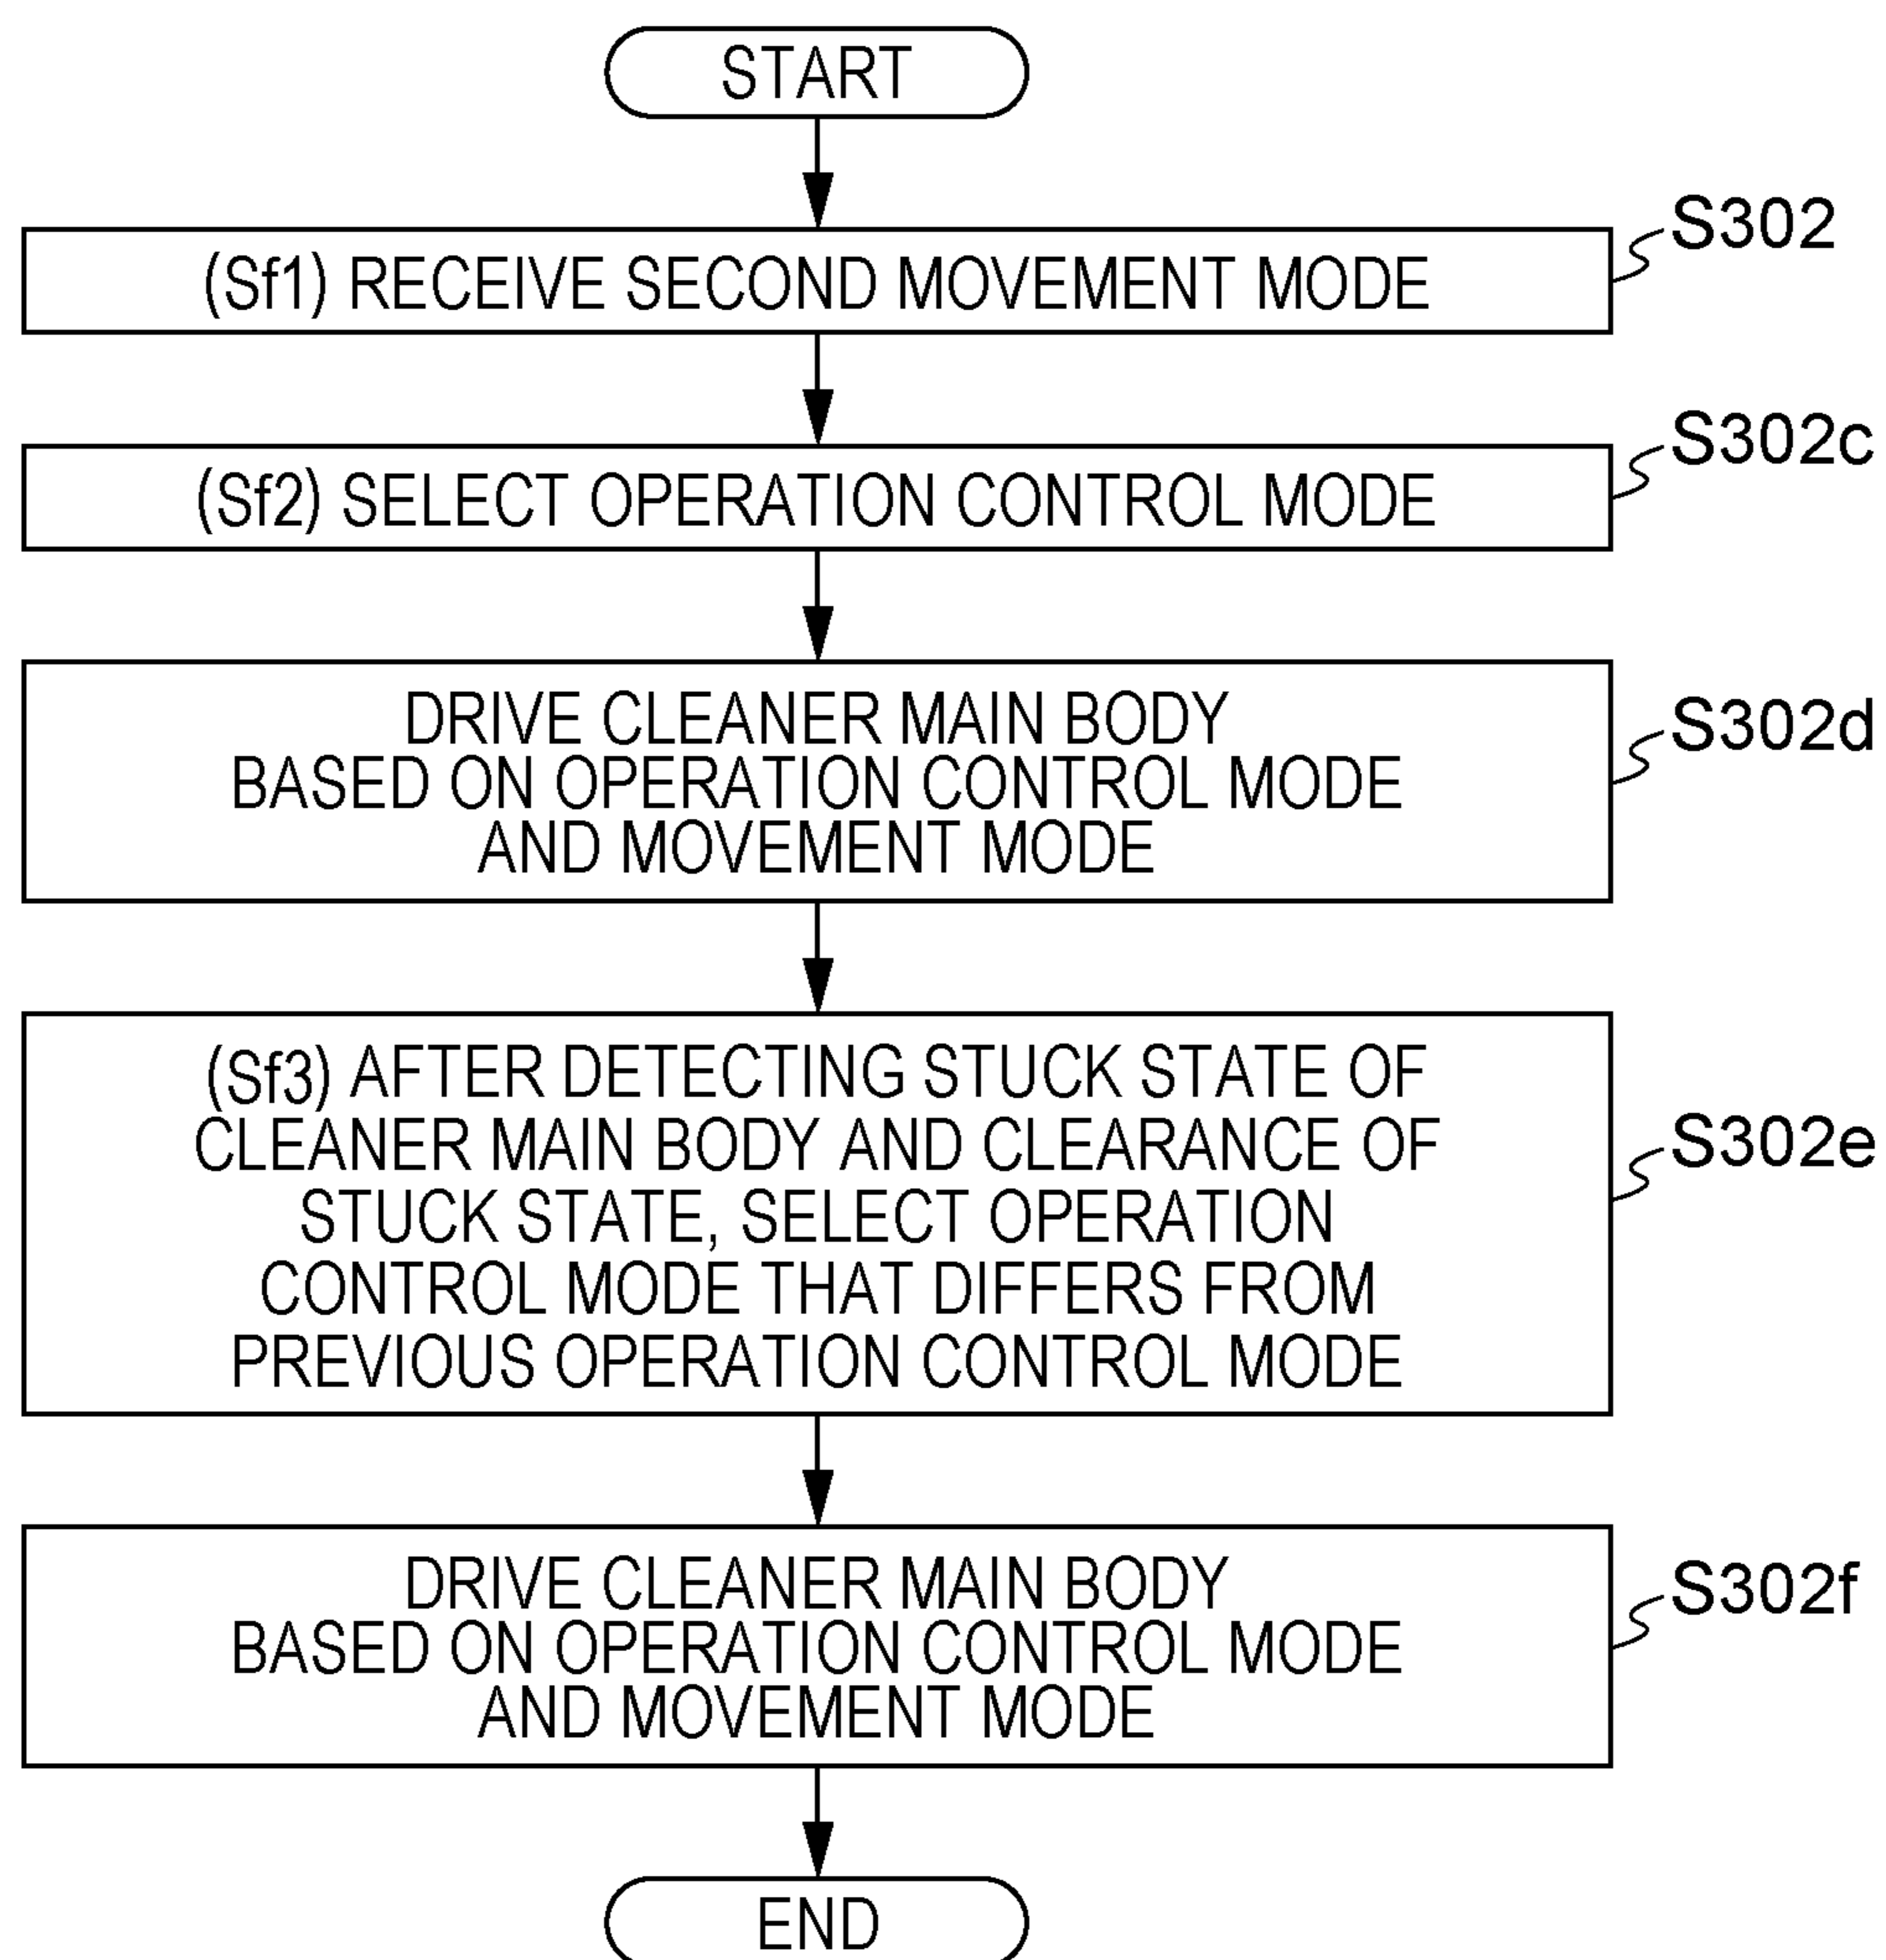 START
S302
(Sf1) RECEIVE SECOND MOVEMENT MODE
S302c
(Sf2) SELECT OPERATION CONTROL MODE
DRIVE CLEANER MAIN BODY
BASED ON OPERATION CONTROL MODE
AND MOVEMENT MODE
S302d
(Sf3) AFTER DETECTING STUCK STATE OF
CLEANER MAIN BODY AND CLEARANCE OF
STUCK STATE, SELECT OPERATION
CONTROL MODE THAT DIFFERS FROM
PREVIOUS OPERATION CONTROL MODE
S302e
DRIVE CLEANER MAIN BODY
BASED ON OPERATION CONTROL MODE
AND MOVEMENT MODE
S302f
END